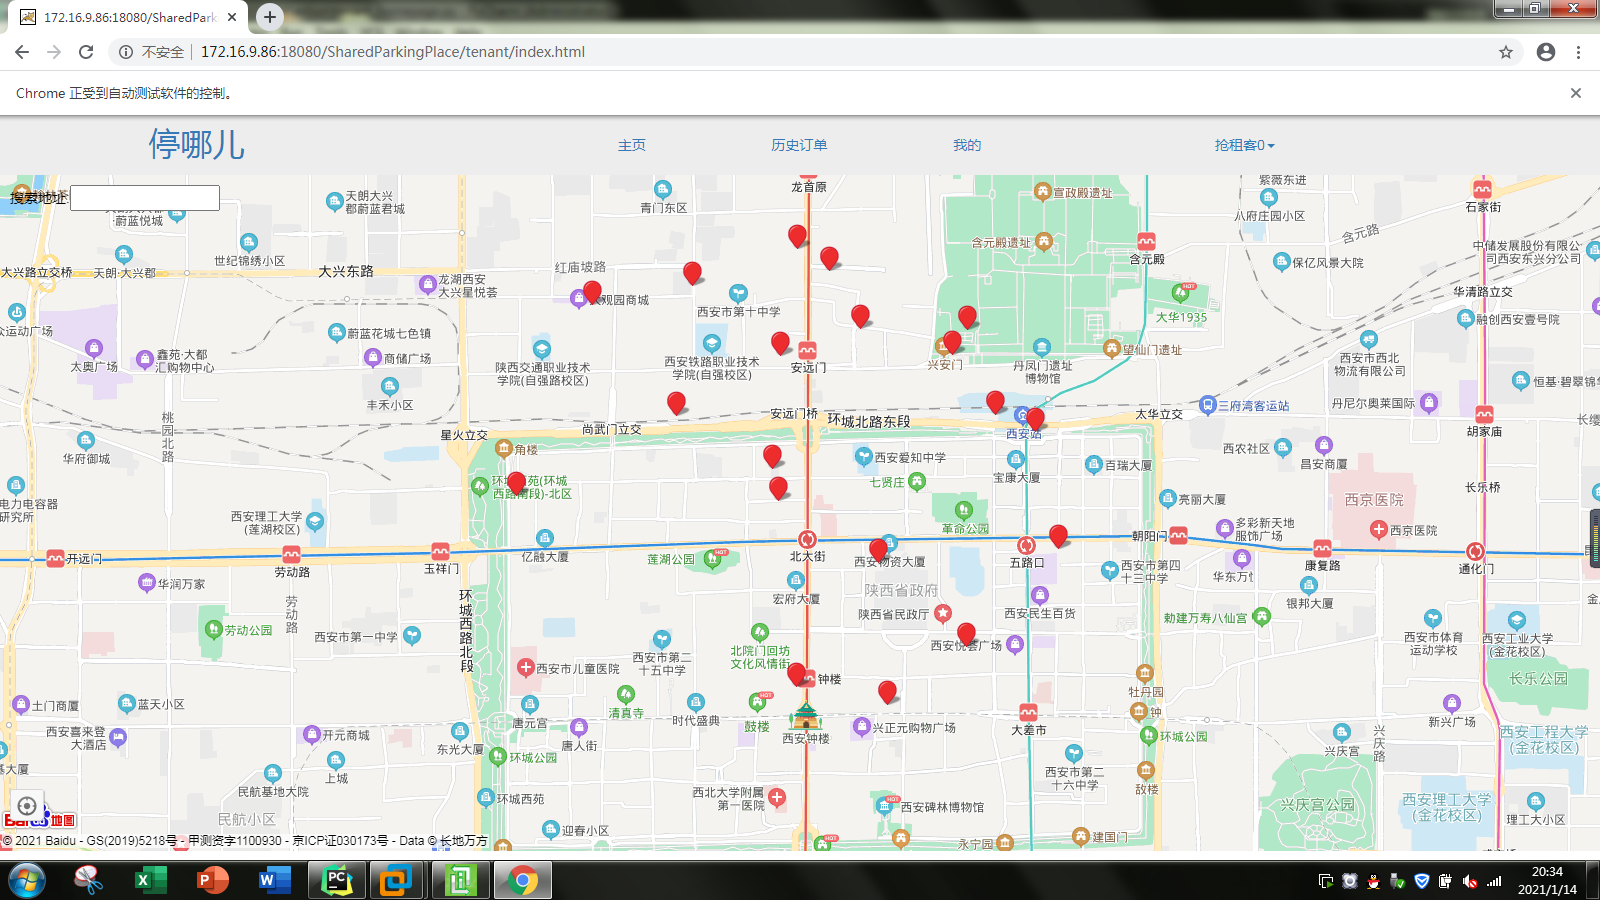 172.16.9.86:18080/SharedPark
不安全
172.16.9.86:18080/SharedParkingPlace/tenant/index.html
Chrome 正受到自动测试软件的控制。
停哪儿
主页
历史订单
我的
抢租客0
搜索地址
龙首原
天朗大兴
郡蔚蓝君城
青门东区
宣政殿遗址
紫薇东进
八府庄园小区
石家街
蔚蓝悦城
世纪锦绣小区
含元殿遗址
含元殿
含元路
中储发展股份有限公
司西安东兴分公司
大兴路立交桥
天朗·大兴郡
大兴东路
红庙坡路
保亿风景大院
龙湖西安
大兴星悦荟
观园商城
西安市第十中学
大华1935
HOT
华清路立交
融创西安壹号院
众运动广场
蔚蓝花城七色镇
太奥广场
鑫苑·大都
汇购物中心
商储广场
陕西交通职业技术
学院(自强路校区)
西安铁路职业技术
学院(自强校区)
安远门
兴安门
丹凤门遗址
博物馆
望仙门遗址
西安市西北
物流有限公司
恒基·碧翠锦华
丰禾小区
桃园北路
安远门桥
环城北路东段
太华立交
三府湾客运站
丹尼尔奥莱国际
尚武门立交
星火立交
西安站
胡家庙
华府御城
角楼
西安爱知中学
宝康大厦
百瑞大厦
西农社区
昌安商厦
环城西苑(环城
西路南段)-北区
七贤庄
亮丽大厦
西京医院
长乐桥
电力电容器
研究所
西安理工大学
(莲湖校区)
革命公园
多彩新天地
服饰广场
西京医院
开远门
劳动路
玉祥门
亿融大厦
莲湖公园
HOT
北大街
西安物资大厦
五路口
朝阳门
康复路
通化门
华润万家
宏府大厦
陕西省政府
西安市第四
十三中学
银邦大厦
劳动路
环城西路北段
陕西省民政厅
西安民生百货
勅建万寿八仙宫
劳动公园
西安市第一中学
北院门回坊
文化风情街
西安悦荟广场
西安市体育
运动学校
西安工业大学
(金花校区)
西安市儿童医院
西安市第二
十五中学
钟楼
牡丹园
长乐公园
土门商厦
蓝天小区
唐元宫
清真寺
时代盛典
鼓楼
HOT
西安钟楼
兴正元购物广场
大差市
钟
新兴广场
西安喜来登
大酒店
开元商城
东光大厦
唐人街
环城公园
兴庆宫
兴庆路
西安工程大学
(金花校区)
基大厦
上城
环城公园
西安市第二
十六中学
敌楼
民航基地大院
环城西苑
西北大学附属
第一医院
HOT
西安碑林博物馆
兴庆宫公园
西安理工大学
(金花校区)
民航小区
迎春小区
永宁园
建国门
理工大小区
© 2021 Baidu - GS(2019)5218号 - 甲测资字1100930 - 京ICP证030173号 - Data © 长地万方
20:34
2021/1/14